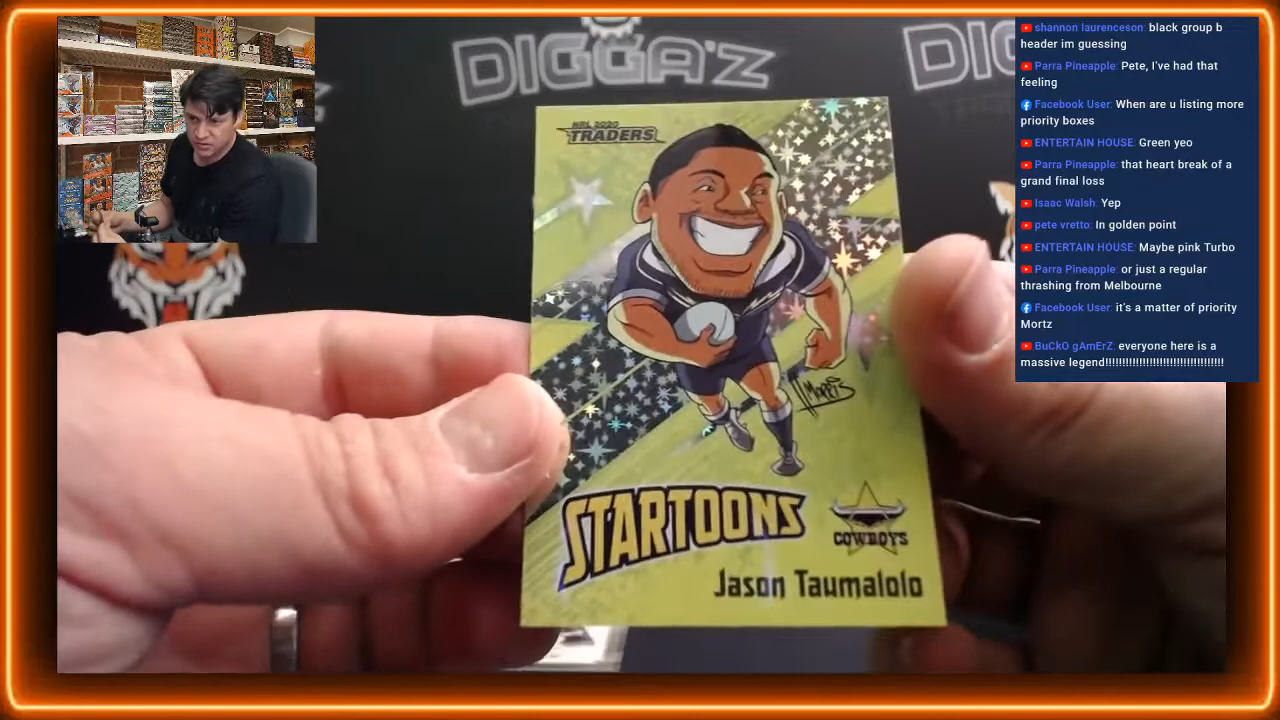 DIGGA'Z
DIG
NRL 2020
TRADERS
Morris
STARTOONS
COWBOYS
Jason Taumalolo
shannon laurenceson: black group b
header im guessing
Parra Pineapple: Pete, I've had that
feeling
Facebook User: When are u listing more
priority boxes
ENTERTAIN HOUSE: Green yeo
Parra Pineapple: that heart break of a
grand final loss
Isaac Walsh: Yep
pete vretto: In golden point
ENTERTAIN HOUSE: Maybe pink Turbo
Parra Pineapple: or just a regular
thrashing from Melbourne
Facebook User: it's a matter of priority
Mortz
BuCkO gAmErZ: everyone here is a
massive legend!!!!!!!!!!!!!!!!!!!!!!!!!!!!!!!!!!!!